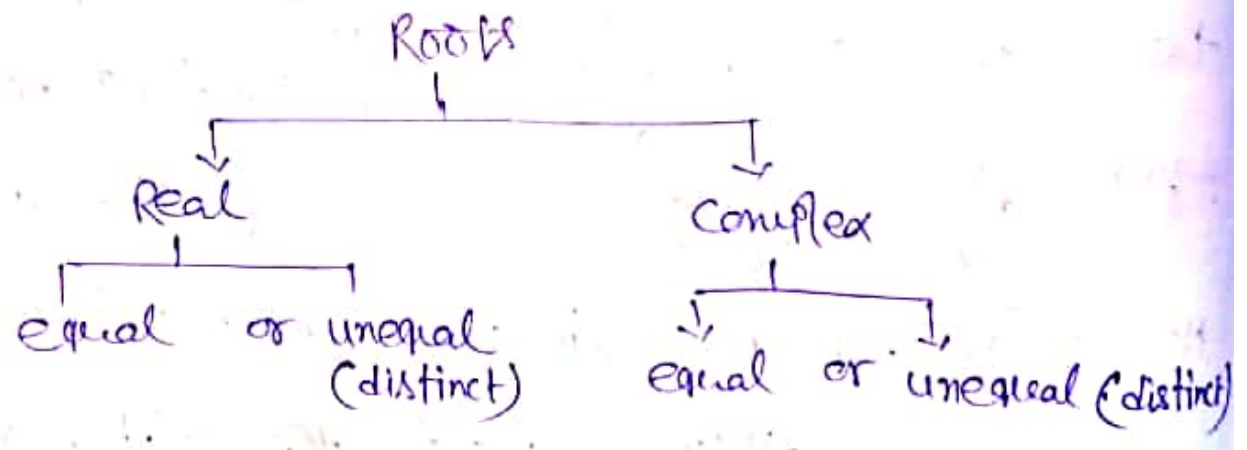 Roots
Real
Complex
equal or unequal
(distinct)
equal or unequal (distinct)